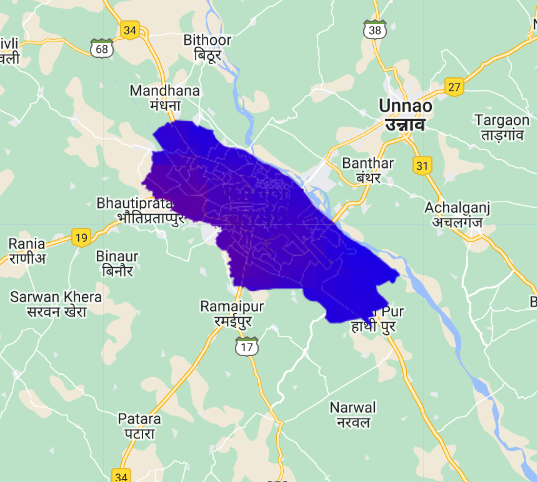 34
38
68
ivli
वली
Bithoor
बिठूर
27
Mandhana
मंधना
Unnao
उन्नाव
Targaon
ताड़गांव
Banthar
बंथर
31
Bhautiprata
भौतिप्रताप्पुर
Achalganj
अचलगंज
19
Rania
राणीअ
Binaur
बिनौर
Sarwan Khera
सरवन खेरा
Ramaipur
रमईपुर
Pur
हाथी पुर
17
Narwal
नरवल
Patara
पटारा
34